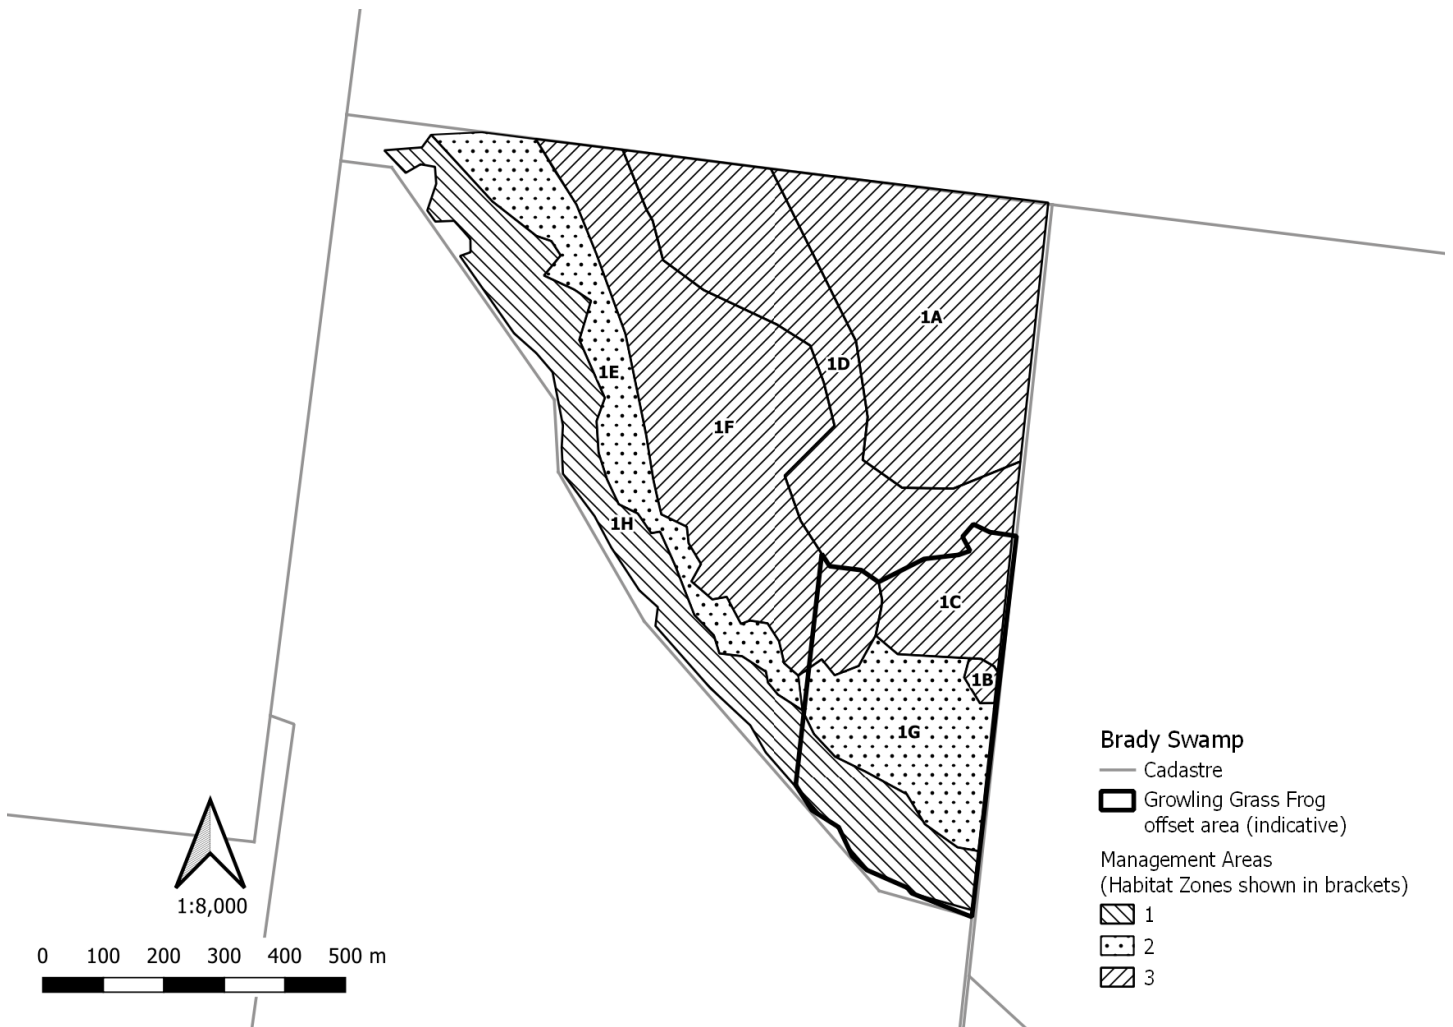 1A
1D
1E
1F
1H
1C
1B
1G
Brady Swamp
Cadastre
Growling Grass Frog
offset area (indicative)
Management Areas
(Habitat Zones shown in brackets)
1
2
3
1:8,000
0 100 200 300 400 500 m